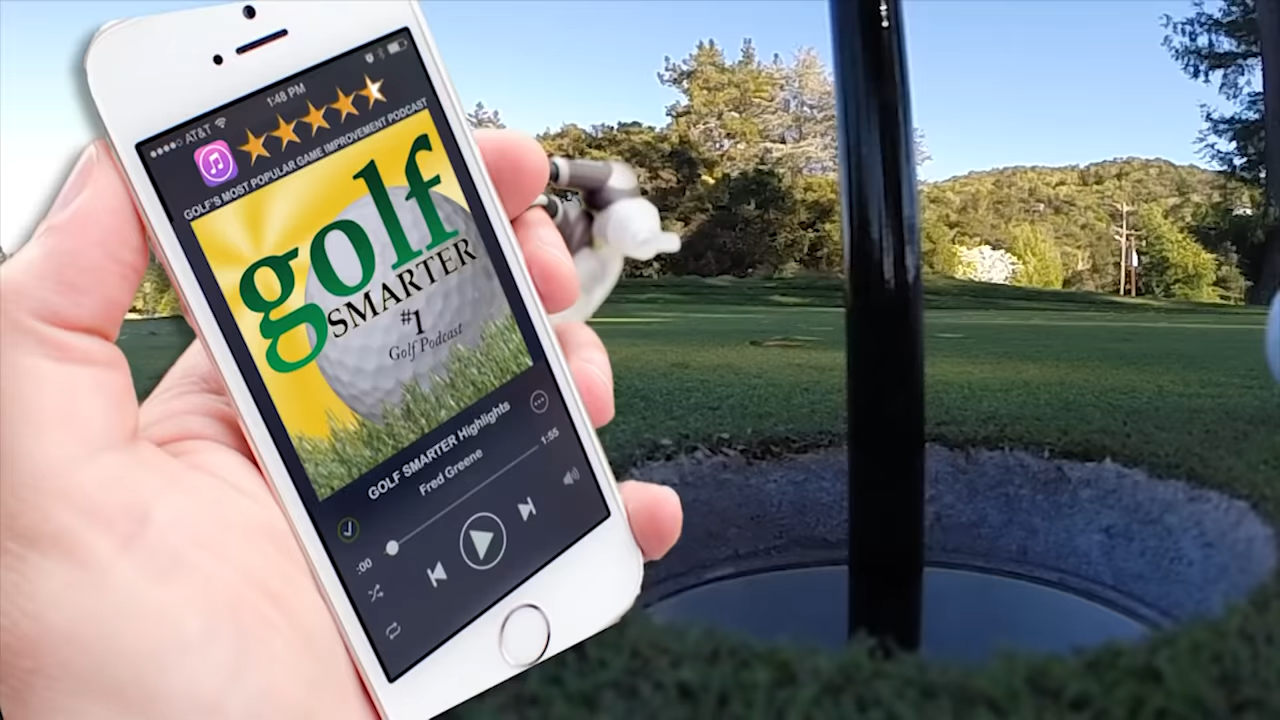 AT&T
1:48 PM
GOLF'S MOST POPULAR GAME IMPROVEMENT PODCAST
golf
SMARTER
#1
Golf Podcast
GOLF SMARTER Highlights
Fred Greene
:00
1:55